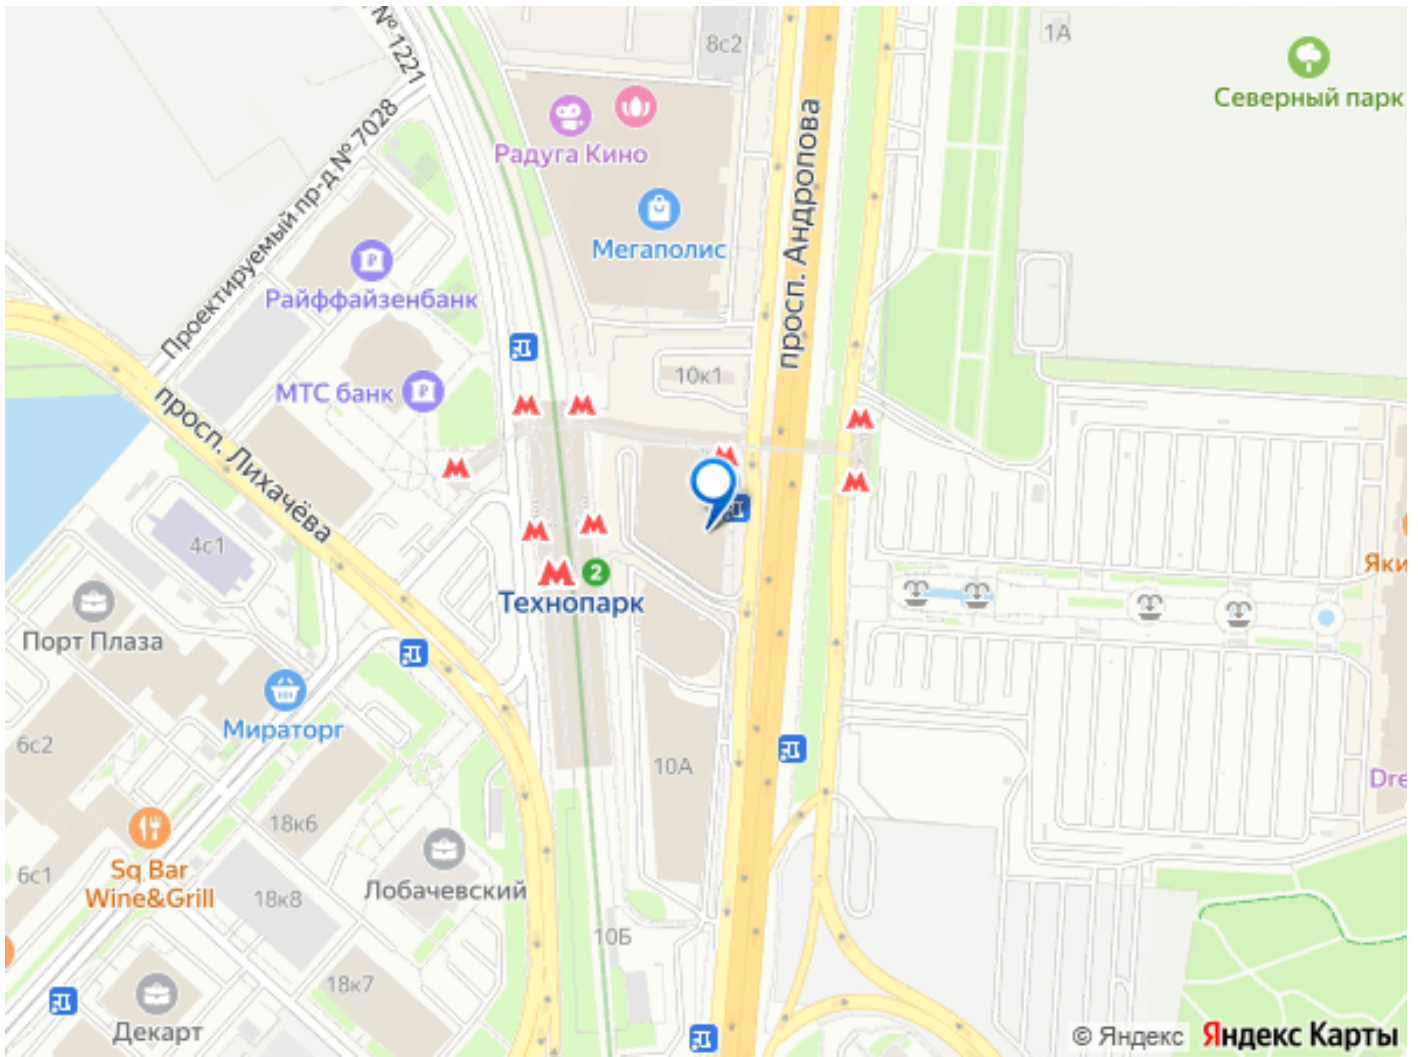 № 1221
8с2
1А
Северный парк
Проектируемый пр-д № 7028
Радуга Кино
просп. Андропова
Мегаполис
Райффайзенбанк
10к1
МТС банк
просп. Лихачёва
4с1
2
Технопарк
Яки
Порт Плаза
Мираторг
6с2
10А
Dre
18к6
Sq Bar
Wine&Grill
6с1
18к8
Лобачевский
10Б
18к7
Декарт
© Яндекс Яндекс Карты